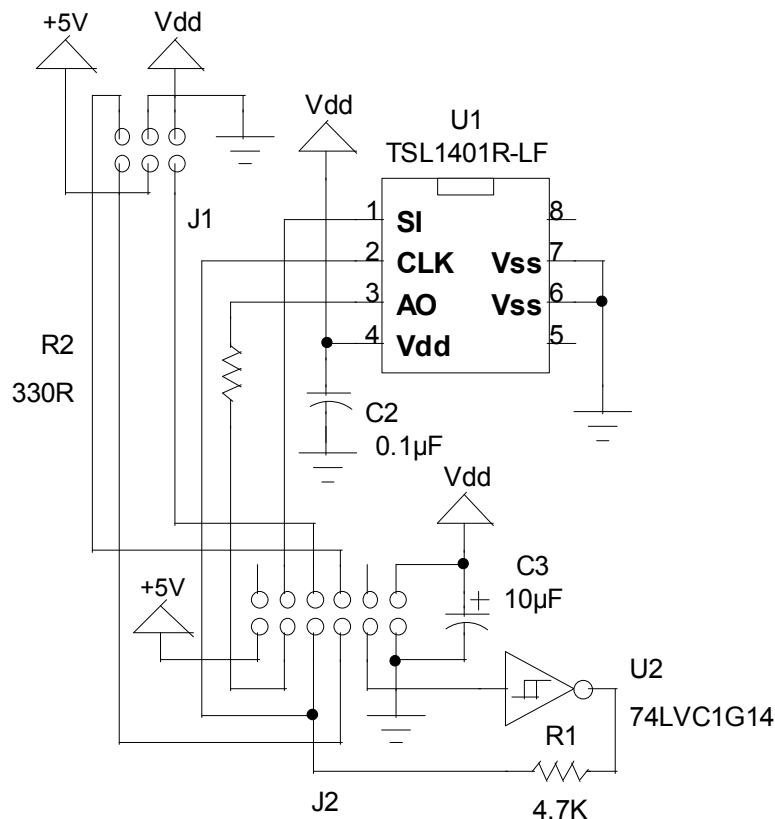 +5V
Vdd
Vdd
U1
TSL1401R-LF
J1
1
SI
8
2
CLK
Vss
7
3
AO
Vss
6
4
Vdd
5
R2
330R
C2
0.1µF
Vdd
+5V
C3
+
10µF
U2
74LVC1G14
R1
J2
4.7K